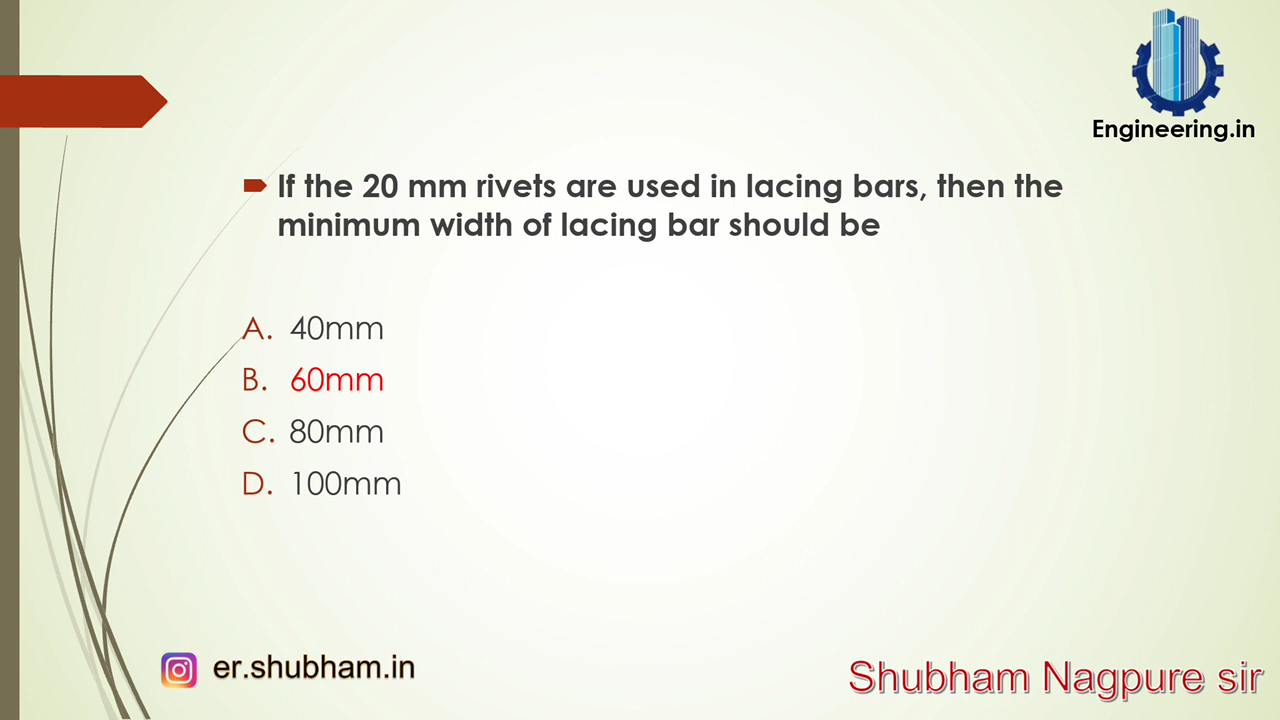 Engineering.in
If the 20 mm rivets are used in lacing bars, then the
minimum width of lacing bar should be
A. 40mm
B. 60mm
C. 80mm
D. 100mm
er.shubham.in
Shubham Nagpure sir